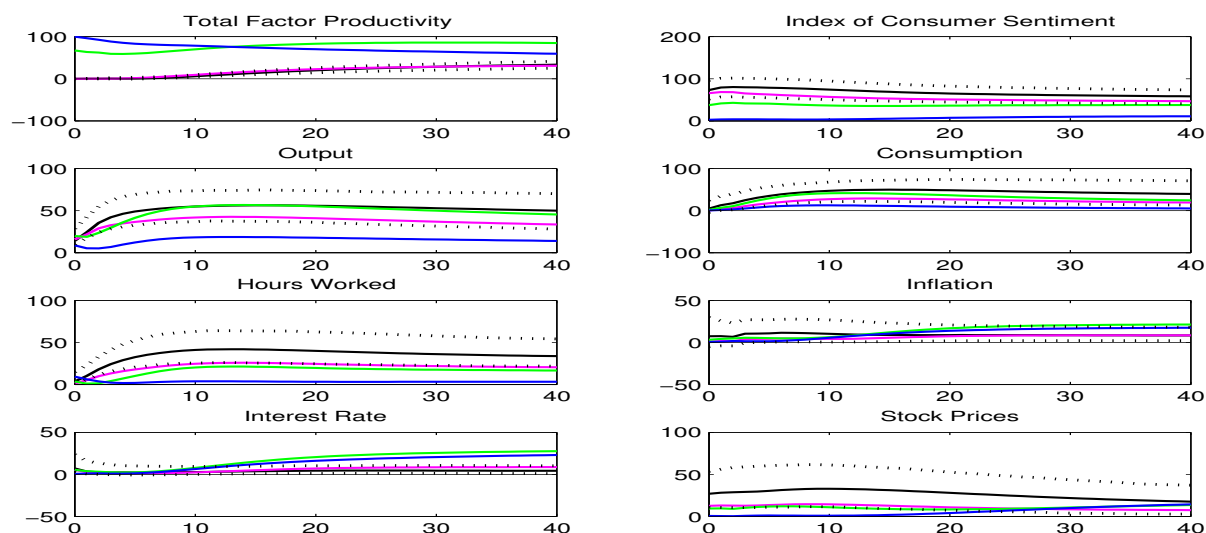 Total Factor Productivity
100
0
−100
0 10 20 30 40
Index of Consumer Sentiment
200
100
0
0 10 20 30 40
Output
100
50
0
0 10 20 30 40
Consumption
100
0
−100
0 10 20 30 40
Hours Worked
100
50
0
0 10 20 30 40
Inflation
50
0
−50
0 10 20 30 40
Interest Rate
50
0
−50
0 10 20 30 40
Stock Prices
100
50
0
0 10 20 30 40